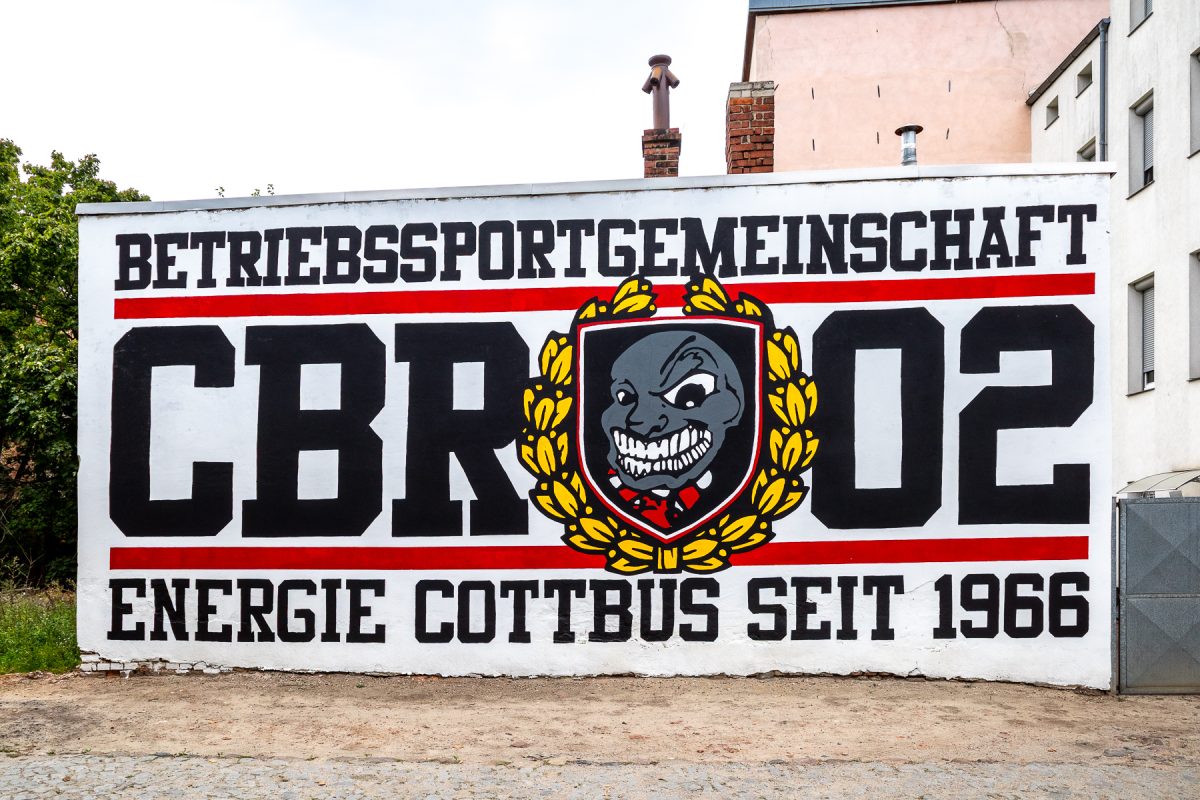 BETRIEBSSPORTGEMEINSCHAFT
CBR 02
ENERGIE COTTBUS SEIT 1966